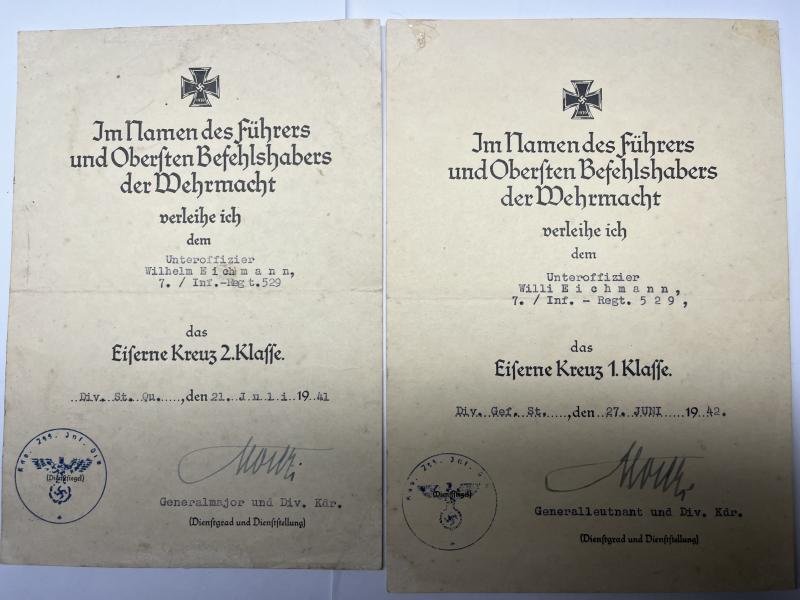 Im Namen des Führers
und Obersten Befehlshabers
der Wehrmacht
verleihe ich
dem
Unteroffizier
Wilhelm Eichmann,
7. / Inf.-Regt.529
das
Eiserne Kreuz 2.Klasse.
Div. St. Qu. , den 21. Juli 1941
(Dienstsiegel)
Generalmajor und Div. Kdr.
(Dienstgrad und Dienststellung)
Im Namen des Führers
und Obersten Befehlshabers
der Wehrmacht
verleihe ich
dem
Unteroffizier
Willi Eichmann,
7. / Inf. - Regt. 529,
das
Eiserne Kreuz 1.Klasse.
Div. Gef. St. , den 27. JUNI 1942.
(Dienstsiegel)
Generalleutnant und Div. Kdr.
(Dienstgrad und Dienststellung)